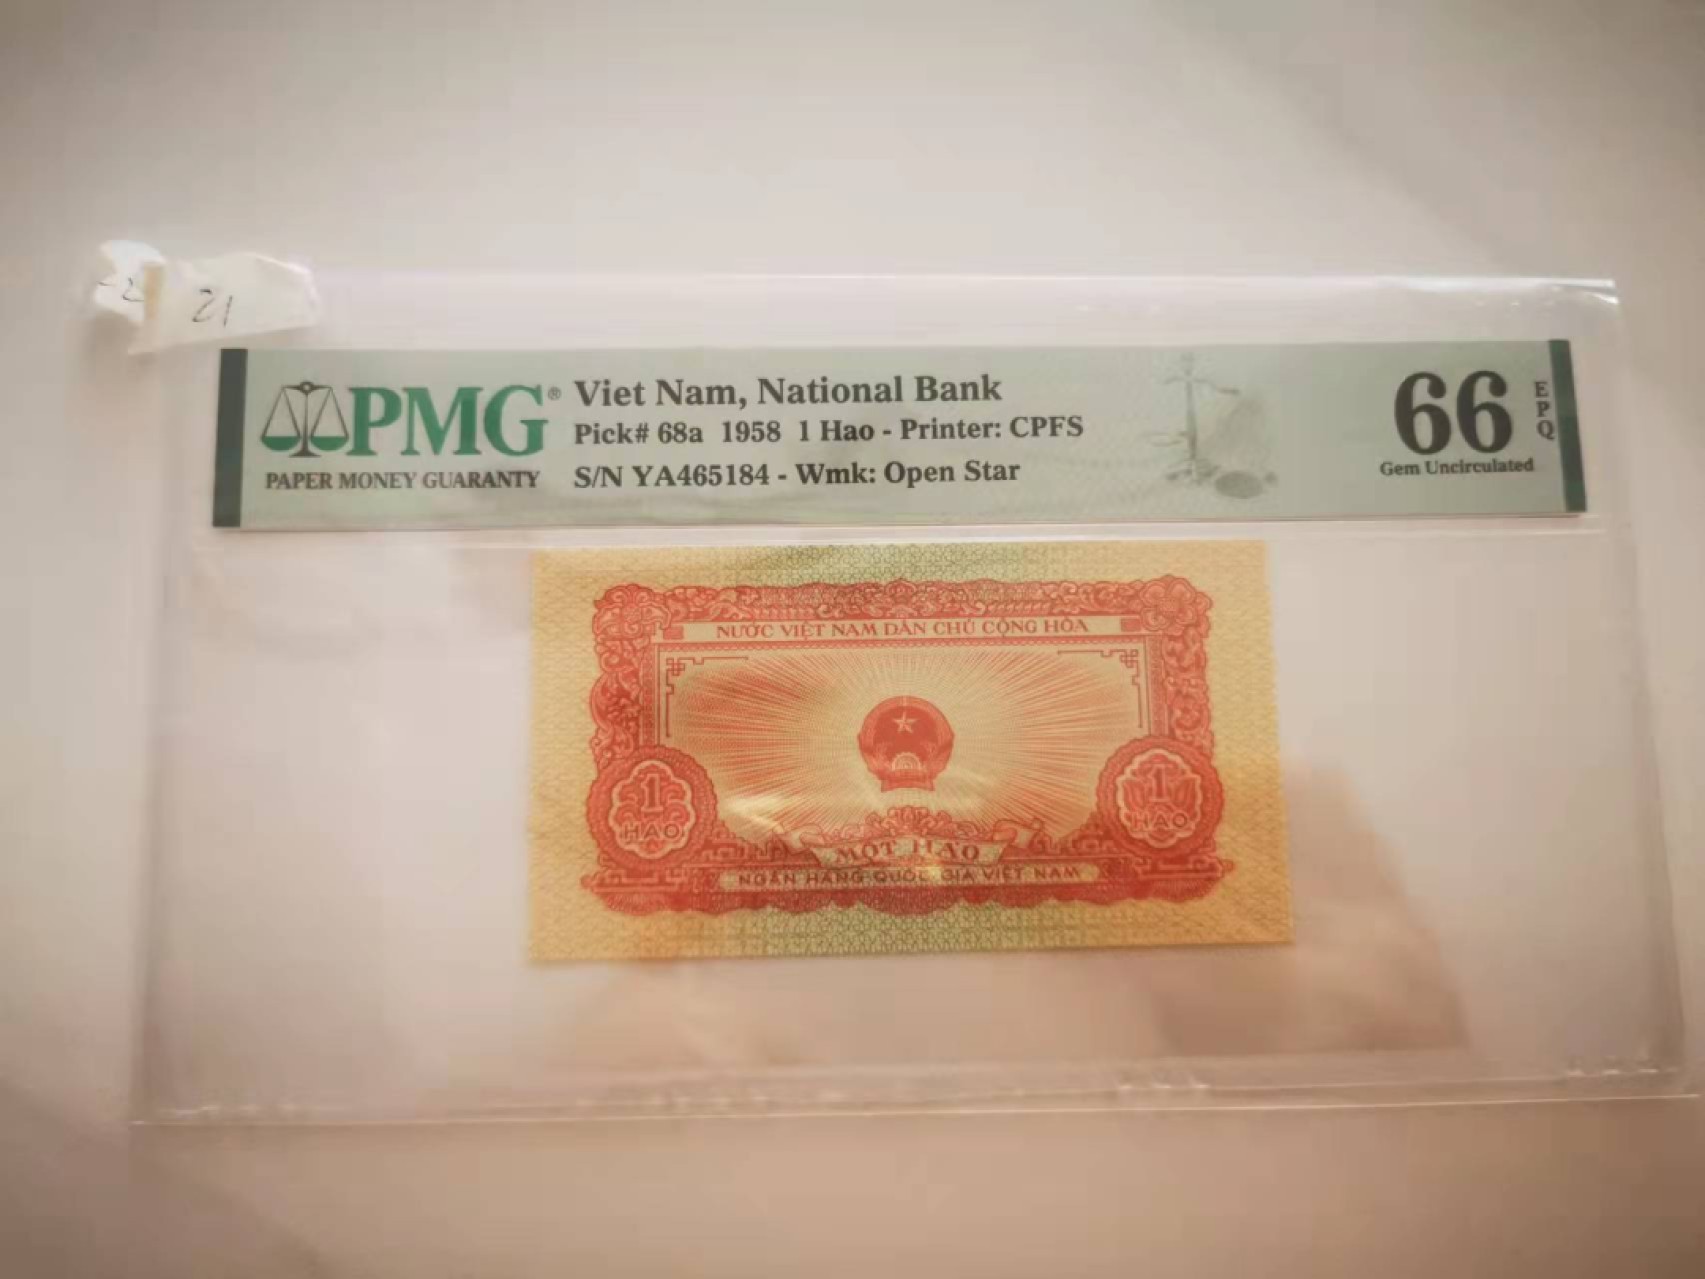 22
21
PMG®
PAPER MONEY GUARANTY
Viet Nam, National Bank
Pick# 68a 1958 1 Hao - Printer: CPFS
S/N YA465184 - Wmk: Open Star
66
EPQ
Gem Uncirculated
NƯỚC VIỆT NAM DÂN CHỦ CỘNG HÒA
1
HAO
1
HAO
MỘT HÀO
NGÂN HÀNG QUỐC GIA VIỆT NAM